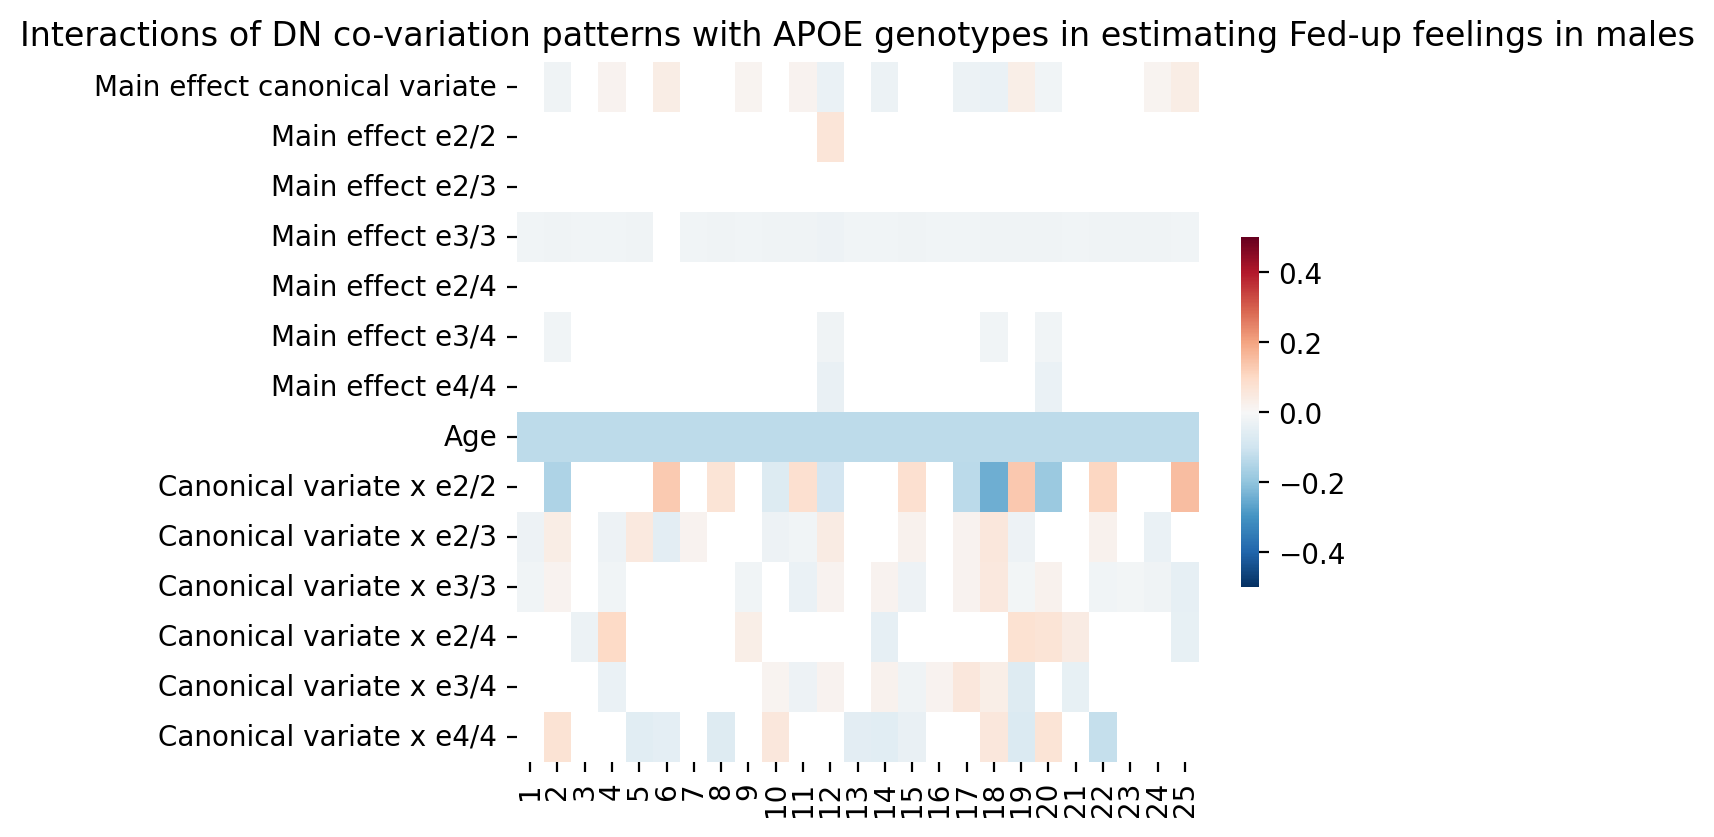 Interactions of DN co-variation patterns with APOE genotypes in estimating Fed-up feelings in males
Main effect canonical variate
Main effect e2/2
Main effect e2/3
Main effect e3/3
Main effect e2/4
Main effect e3/4
Main effect e4/4
Age
Canonical variate x e2/2
Canonical variate x e2/3
Canonical variate x e3/3
Canonical variate x e2/4
Canonical variate x e3/4
Canonical variate x e4/4
1 2 3 4 5 6 7 8 9 10 11 12 13 14 15 16 17 18 19 20 21 22 23 24 25
0.4
0.2
0.0
−0.2
−0.4